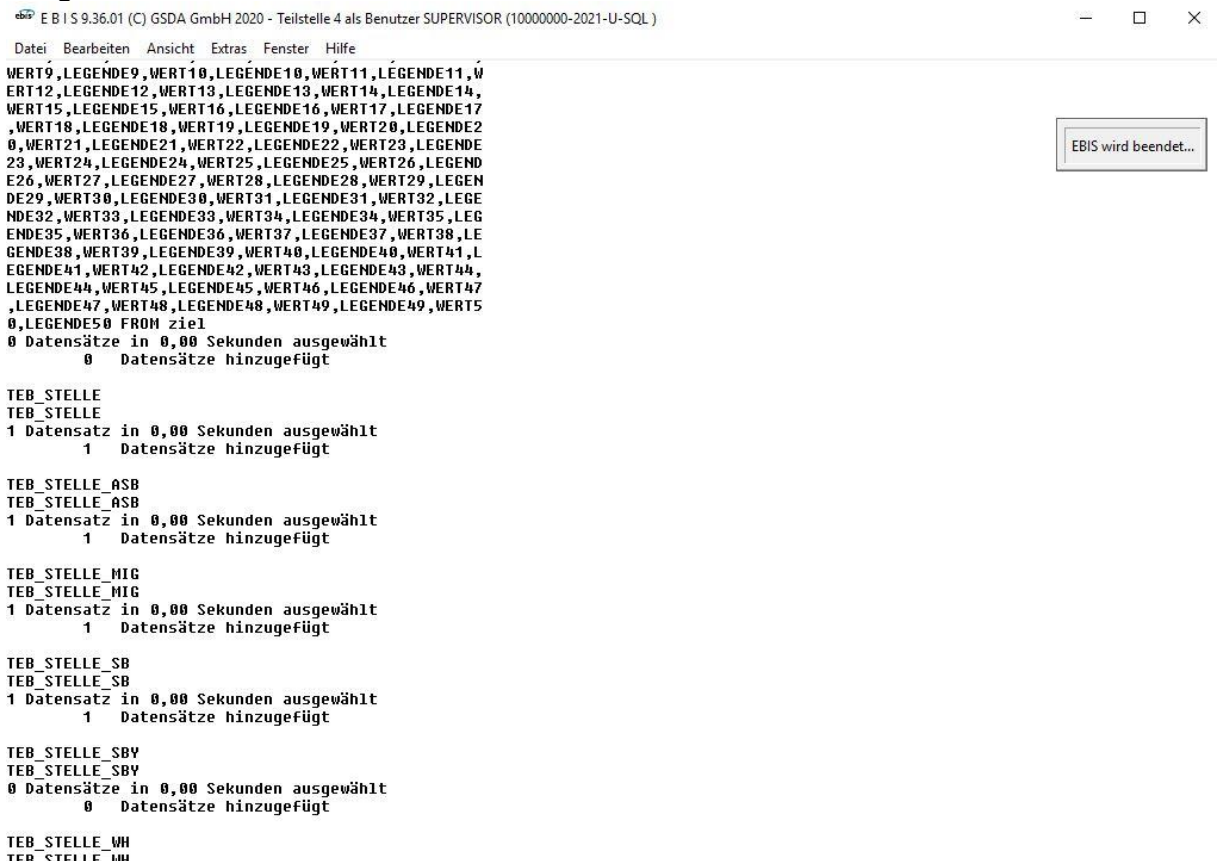 ebis E B I S 9.36.01 (C) GSDA GmbH 2020 - Teilstelle 4 als Benutzer SUPERVISOR (10000000-2021-U-SQL )
Datei Bearbeiten Ansicht Extras Fenster Hilfe
WERT9,LEGENDE9,WERT10,LEGENDE10,WERT11,LEGENDE11,W
ERT12,LEGENDE12,WERT13,LEGENDE13,WERT14,LEGENDE14,
WERT15,LEGENDE15,WERT16,LEGENDE16,WERT17,LEGENDE17
,WERT18,LEGENDE18,WERT19,LEGENDE19,WERT20,LEGENDE2
0,WERT21,LEGENDE21,WERT22,LEGENDE22,WERT23,LEGENDE
23,WERT24,LEGENDE24,WERT25,LEGENDE25,WERT26,LEGEND
E26,WERT27,LEGENDE27,WERT28,LEGENDE28,WERT29,LEGEN
DE29,WERT30,LEGENDE30,WERT31,LEGENDE31,WERT32,LEGE
NDE32,WERT33,LEGENDE33,WERT34,LEGENDE34,WERT35,LEG
ENDE35,WERT36,LEGENDE36,WERT37,LEGENDE37,WERT38,LE
GENDE38,WERT39,LEGENDE39,WERT40,LEGENDE40,WERT41,L
EGENDE41,WERT42,LEGENDE42,WERT43,LEGENDE43,WERT44,
LEGENDE44,WERT45,LEGENDE45,WERT46,LEGENDE46,WERT47
,LEGENDE47,WERT48,LEGENDE48,WERT49,LEGENDE49,WERT5
0,LEGENDE50 FROM ziel
0 Datensätze in 0,00 Sekunden ausgewählt
0 Datensätze hinzugefügt
TEB_STELLE
TEB_STELLE
1 Datensatz in 0,00 Sekunden ausgewählt
1 Datensätze hinzugefügt
TEB_STELLE_ASB
TEB_STELLE_ASB
1 Datensatz in 0,00 Sekunden ausgewählt
1 Datensätze hinzugefügt
TEB_STELLE_MIG
TEB_STELLE_MIG
1 Datensatz in 0,00 Sekunden ausgewählt
1 Datensätze hinzugefügt
TEB_STELLE_SB
TEB_STELLE_SB
1 Datensatz in 0,00 Sekunden ausgewählt
1 Datensätze hinzugefügt
TEB_STELLE_SBY
TEB_STELLE_SBY
0 Datensätze in 0,00 Sekunden ausgewählt
0 Datensätze hinzugefügt
TEB_STELLE_WH
TEB_STELLE_WH
EBIS wird beendet...